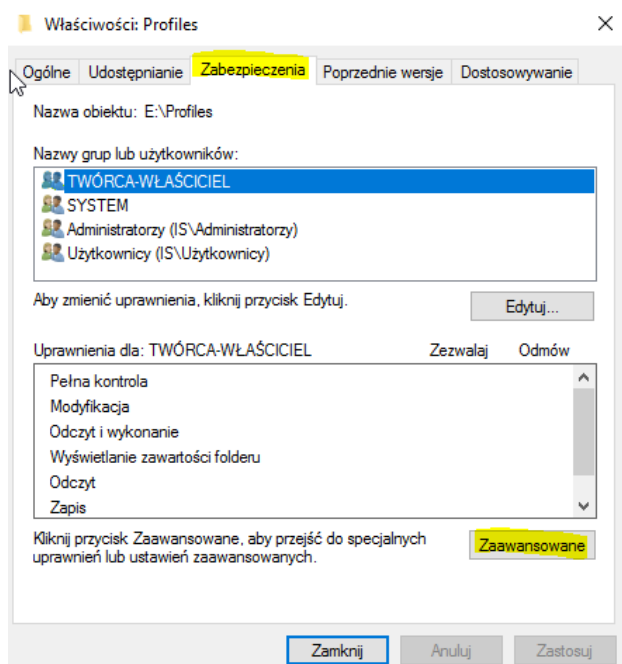 Właściwości: Profiles
Ogólne Udostępnianie Zabezpieczenia Poprzednie wersje Dostosowywanie
Nazwa obiektu: E:\Profiles
Nazwy grup lub użytkowników:
TWÓRCA-WŁAŚCICIEL
SYSTEM
Administratorzy (IS\Administratorzy)
Użytkownicy (IS\Użytkownicy)
Aby zmienić uprawnienia, kliknij przycisk Edytuj.
Edytuj...
Uprawnienia dla: TWÓRCA-WŁAŚCICIEL Zezwalaj Odmów
Pełna kontrola
Modyfikacja
Odczyt i wykonanie
Wyświetlanie zawartości folderu
Odczyt
Zapis
Kliknij przycisk Zaawansowane, aby przejść do specjalnych
uprawnień lub ustawień zaawansowanych.
Zaawansowane
Zamknij Anuluj Zastosuj